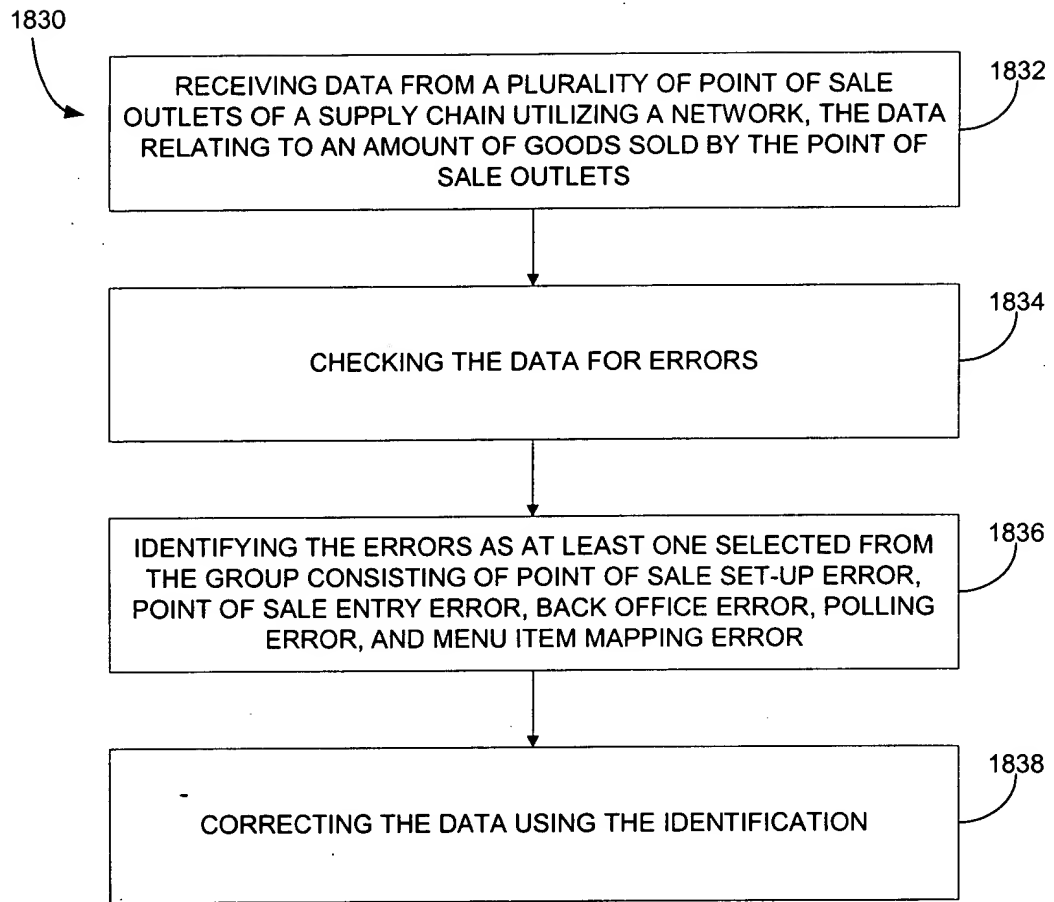 1830
RECEIVING DATA FROM A PLURALITY OF POINT OF SALE
OUTLETS OF A SUPPLY CHAIN UTILIZING A NETWORK, THE DATA
RELATING TO AN AMOUNT OF GOODS SOLD BY THE POINT OF
SALE OUTLETS
1832
CHECKING THE DATA FOR ERRORS
1834
IDENTIFYING THE ERRORS AS AT LEAST ONE SELECTED FROM
THE GROUP CONSISTING OF POINT OF SALE SET-UP ERROR,
POINT OF SALE ENTRY ERROR, BACK OFFICE ERROR, POLLING
ERROR, AND MENU ITEM MAPPING ERROR
1836
CORRECTING THE DATA USING THE IDENTIFICATION
1838